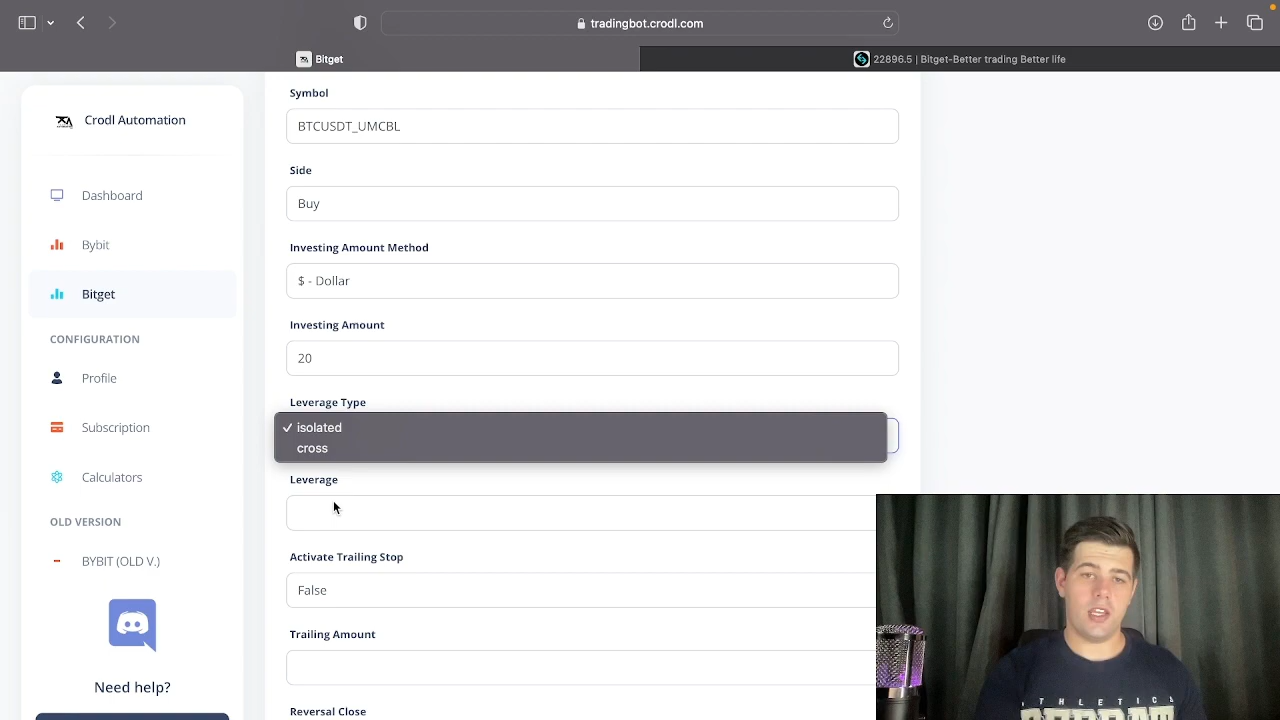 tradingbot.crodl.com
Bitget
22896.5 | Bitget-Better trading Better life
Crodl Automation
Dashboard
Bybit
Bitget
CONFIGURATION
Profile
Subscription
Calculators
OLD VERSION
BYBIT (OLD V.)
Need help?
Symbol
BTCUSDT_UMCBL
Side
Buy
Investing Amount Method
$ - Dollar
Investing Amount
20
Leverage Type
✓ isolated
cross
Leverage
Activate Trailing Stop
False
Trailing Amount
Reversal Close
ATHLETIC